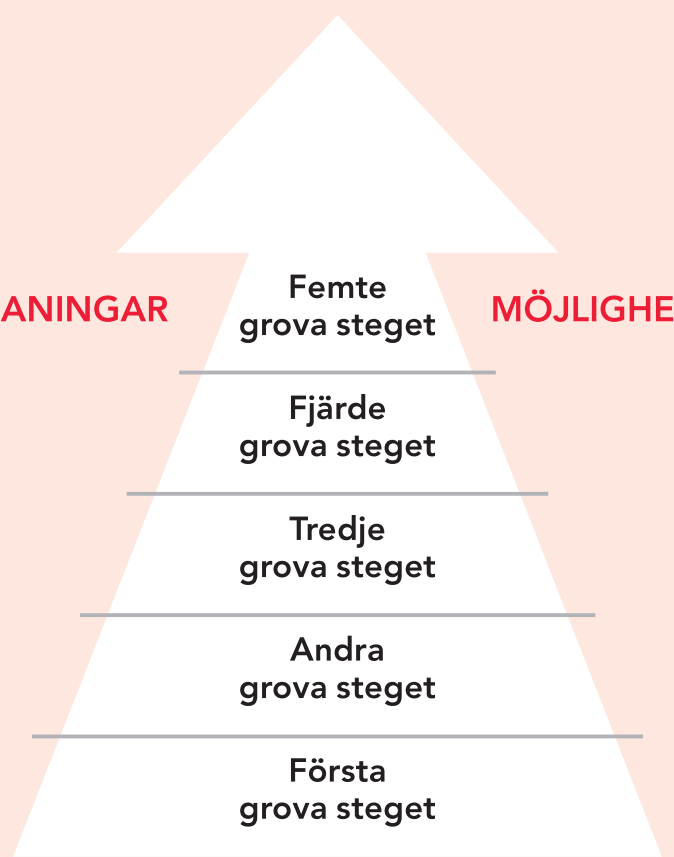 Femte
grova steget
ANINGAR
MÖJLIGHE
Fjärde
grova steget
Tredje
grova steget
Andra
grova steget
Första
grova steget